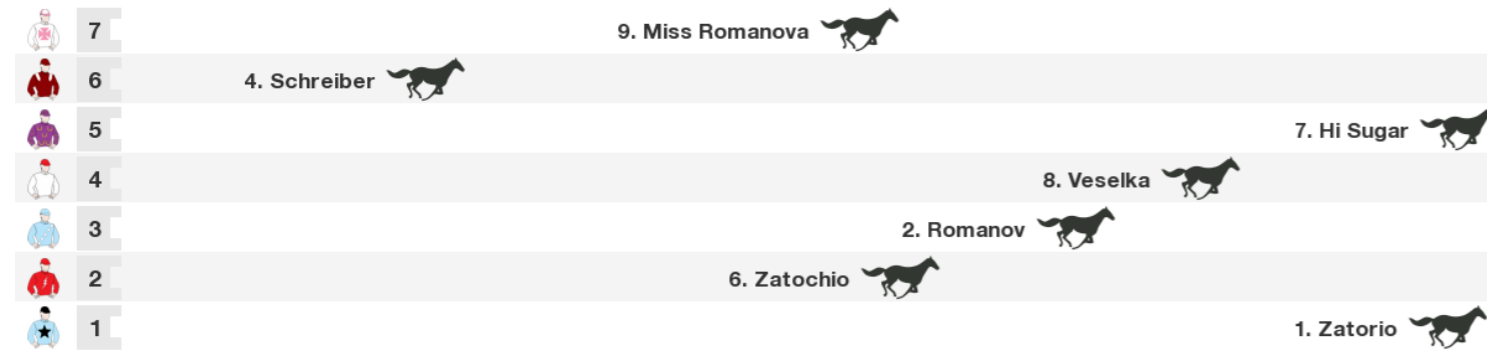 7 9. Miss Romanova
6 4. Schreiber
5 7. Hi Sugar
4 8. Veselka
3 2. Romanov
2 6. Zatochio
1 1. Zatorio